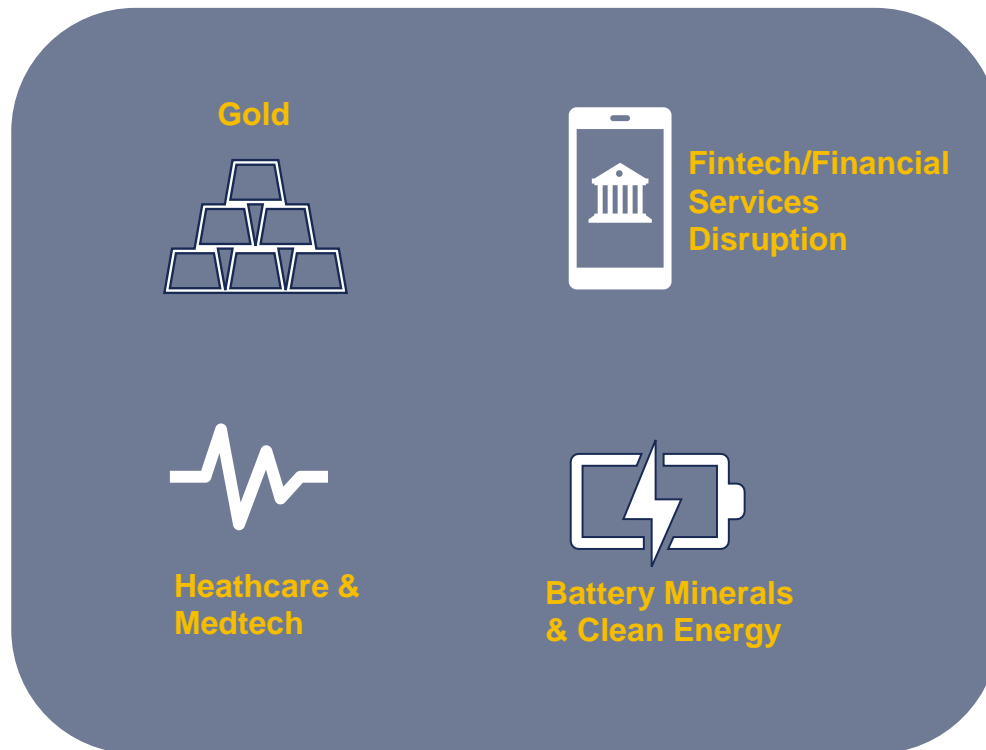 Gold
Fintech/Financial
Services
Disruption
Heathcare &
Medtech
Battery Minerals
& Clean Energy